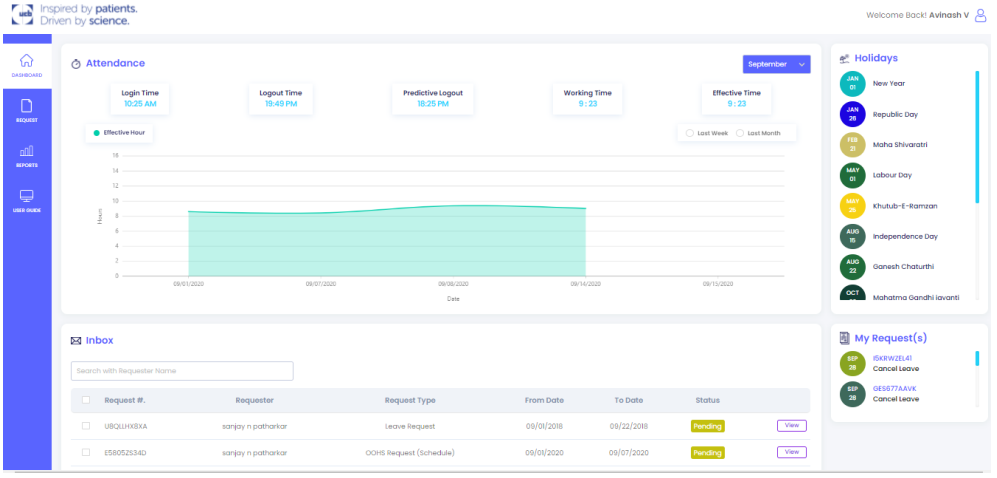 ucb
Inspired by patients.
Driven by science.
Welcome Back! Avinash V
DASHBOARD
REQUEST
REPORTS
USER GUIDE
Attendance
September
Login Time
10:25 AM
Logout Time
19:49 PM
Predictive Logout
18:25 PM
Working Time
9 : 23
Effective Time
9 : 23
Effective Hour
Last Week
Last Month
16
14
12
10
8
6
4
2
0
Hours
09/01/2020
09/07/2020
09/08/2020
09/14/2020
09/15/2020
Date
Holidays
JAN
01
New Year
JAN
26
Republic Day
FEB
21
Maha Shivaratri
MAY
01
Labour Day
MAY
25
Khutub-E-Ramzan
AUG
15
Independence Day
AUG
22
Ganesh Chaturthi
OCT
Mahatma Gandhi jayanti
Inbox
Search with Requester Name
Request #.
Requester
Request Type
From Date
To Date
Status
U8QLLHXBXA
sanjay n patharkar
Leave Request
09/01/2018
09/22/2018
Pending
View
E5805ZS34D
sanjay n patharkar
OOHS Request (Schedule)
09/01/2020
09/07/2020
Pending
View
My Request(s)
SEP
28
I5KRWZEL41
Cancel Leave
SEP
28
GES677AAVK
Cancel Leave